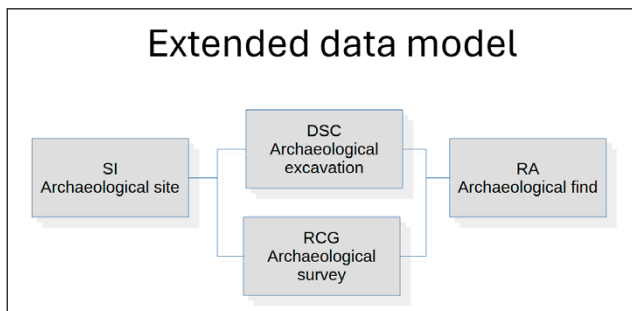 Extended data model
SI
Archaeological site
DSC
Archaeological
excavation
RCG
Archaeological
survey
RA
Archaeological find